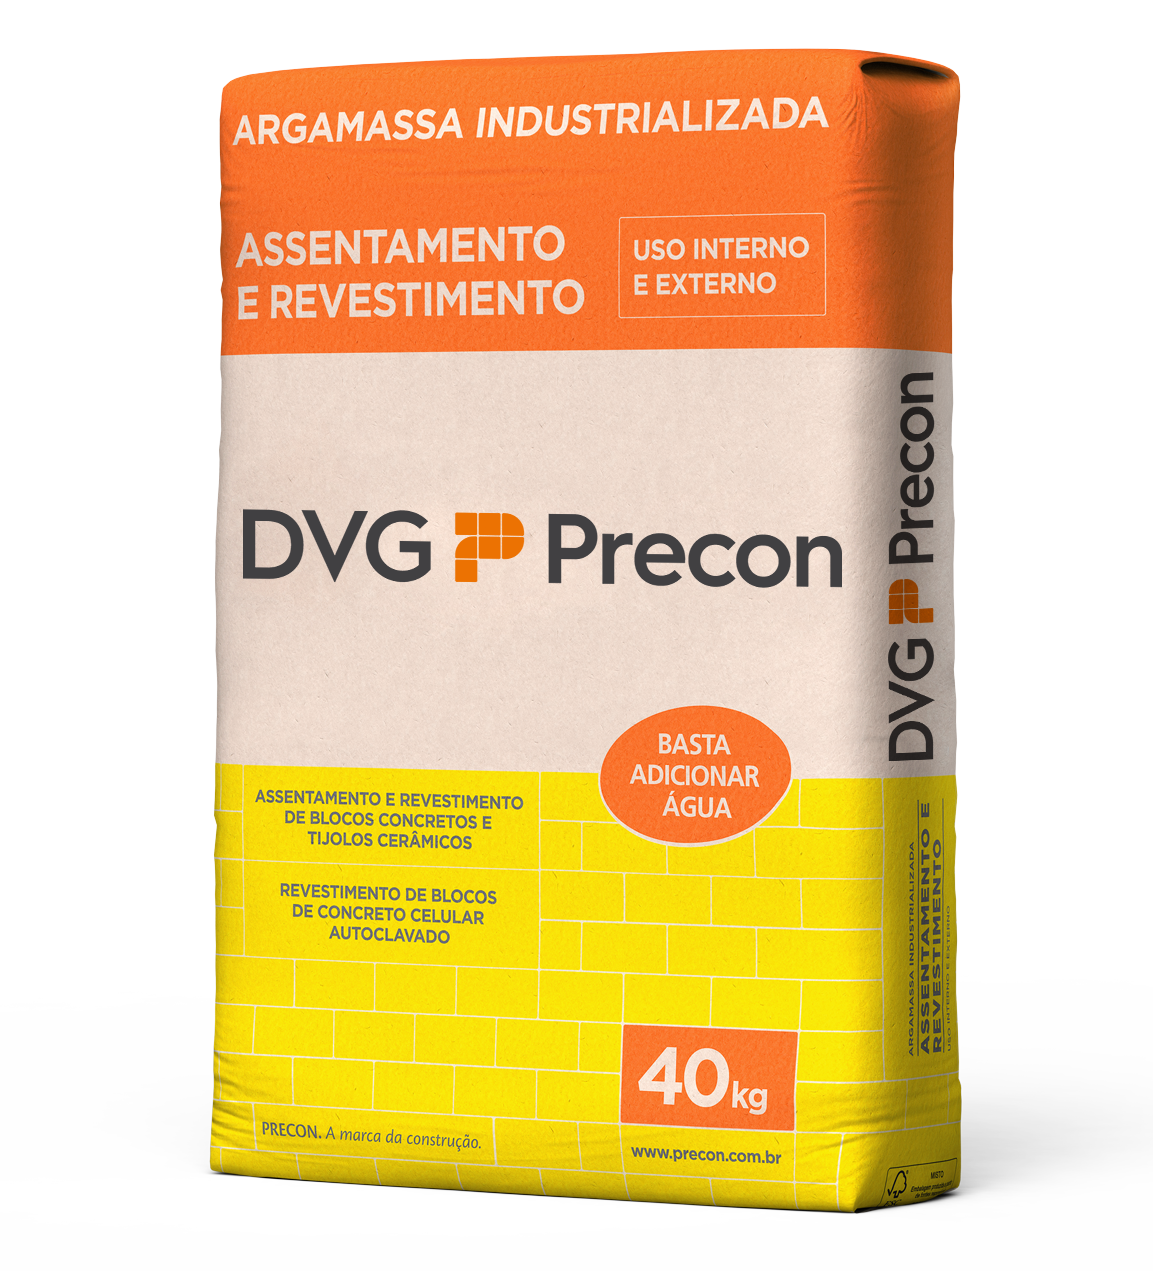 ARGAMASSA INDUSTRIALIZADA
ASSENTAMENTO
E REVESTIMENTO
USO INTERNO
E EXTERNO
DVG Precon
BASTA
ADICIONAR
ÁGUA
ASSENTAMENTO E REVESTIMENTO
DE BLOCOS CONCRETOS E
TIJOLOS CERÂMICOS
REVESTIMENTO DE BLOCOS
DE CONCRETO CELULAR
AUTOCLAVADO
40kg
PRECON. A marca da construção.
www.precon.com.br
DVG Precon
ARGAMASSA INDUSTRIALIZADA
ASSENTAMENTO E
REVESTIMENTO
USO INTERNO E EXTERNO
MISTO